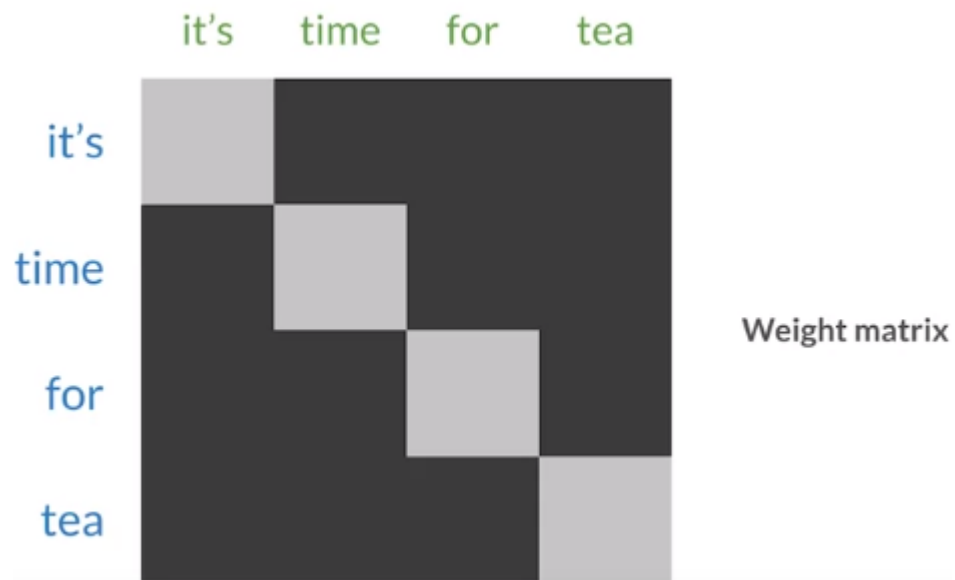 it’s time for tea
it’s
time
Weight matrix
for
tea